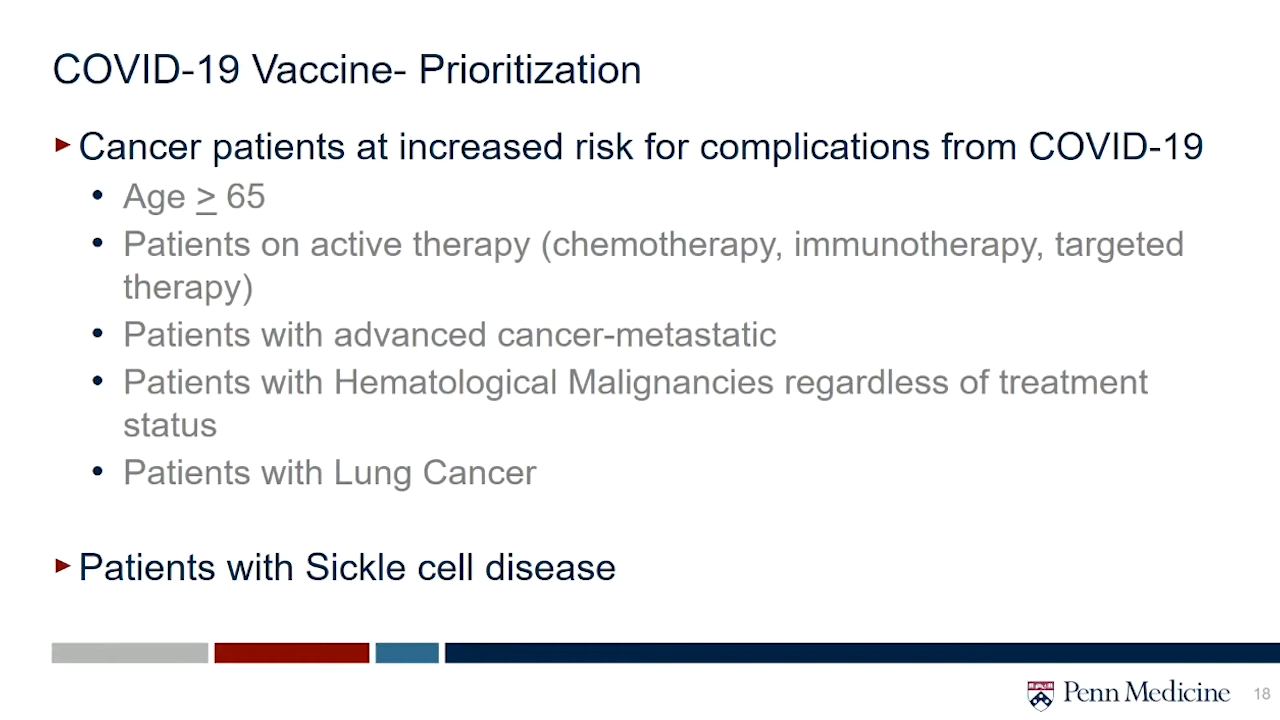 COVID-19 Vaccine- Prioritization
Cancer patients at increased risk for complications from COVID-19
Age > 65
Patients on active therapy (chemotherapy, immunotherapy, targeted
therapy)
Patients with advanced cancer-metastatic
Patients with Hematological Malignancies regardless of treatment
status
Patients with Lung Cancer
Patients with Sickle cell disease
Penn Medicine 18